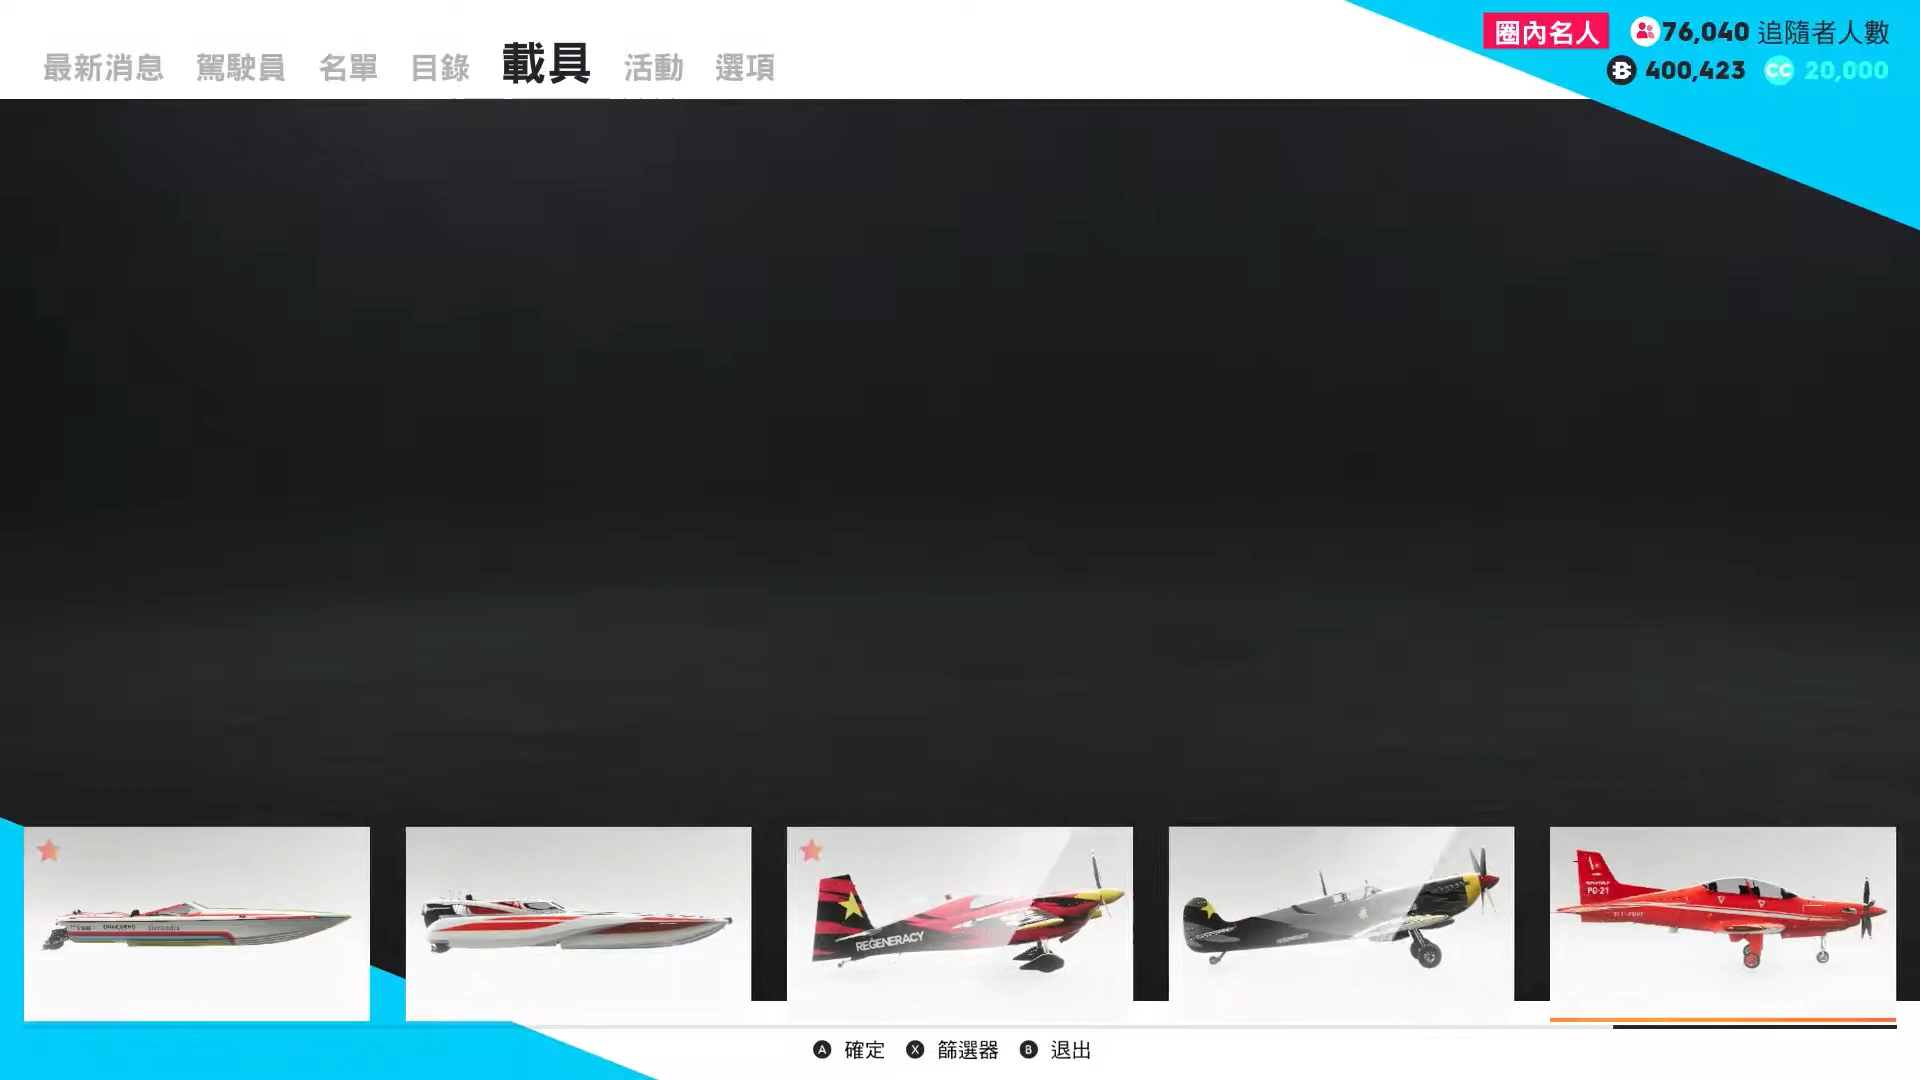 最新消息 駕駛員 名單 目錄 載具 活動 選項
圈內名人 76,040 追隨者人數
400,423 CC 20,000
REGENERACY
PC-21
A 確定 X 篩選器 B 退出